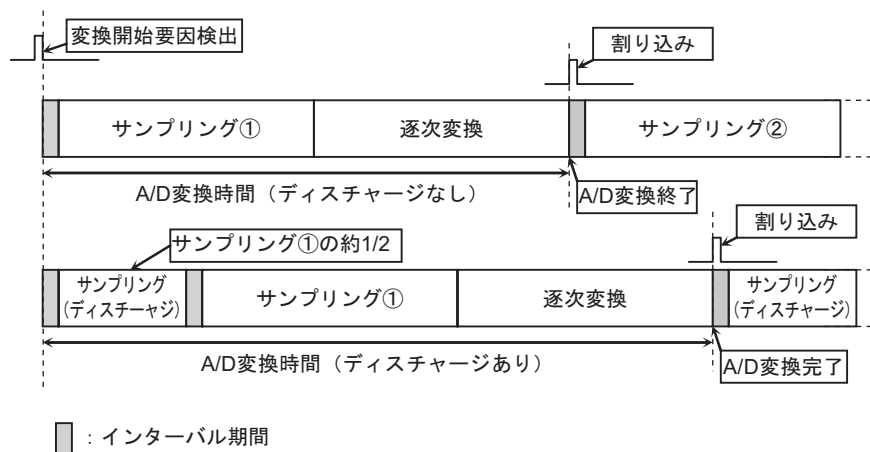 変換開始要因検出
割り込み
サンプリング①
逐次変換
サンプリング②
A/D変換時間（ディスチャージなし）
A/D変換終了
割り込み
サンプリング①の約1/2
サンプリング
(ディスチーャジ)
サンプリング①
逐次変換
サンプリング
(ディスチャージ)
A/D変換時間（ディスチャージあり）
A/D変換完了
：インターバル期間